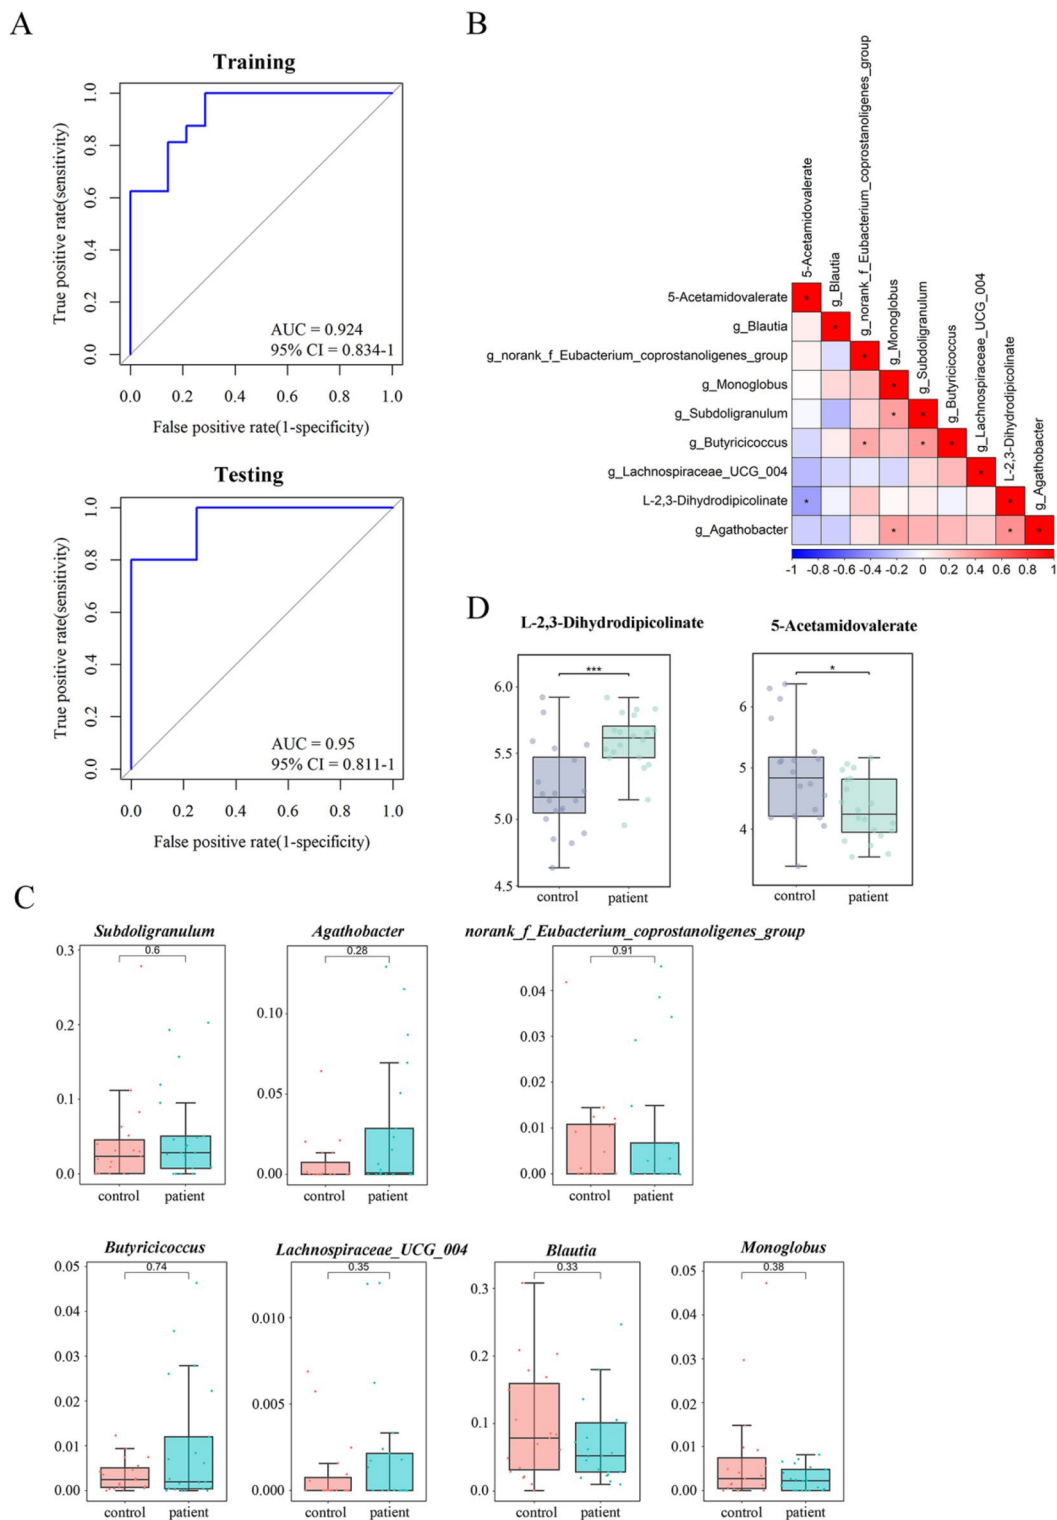 A
Training
True positive rate(sensitivity)
1.0
0.8
0.6
0.4
0.2
0.0
AUC = 0.924
95% CI = 0.834-1
0.0 0.2 0.4 0.6 0.8 1.0
False positive rate(1-specificity)
Testing
True positive rate(sensitivity)
1.0
0.8
0.6
0.4
0.2
0.0
AUC = 0.95
95% CI = 0.811-1
0.0 0.2 0.4 0.6 0.8 1.0
False positive rate(1-specificity)
B
5-Acetamidovalerate
g_Blautia
g_norank_f_Eubacterium_coprostanoligenes_group
g_Monoglobus
g_Subdoligranulum
g_Butyricicoccus
g_Lachnospiraceae_UCG_004
L-2,3-Dihydrodipicolinate
g_Agathobacter
5-Acetamidovalerate *
g_Blautia *
g_norank_f_Eubacterium_coprostanoligenes_group *
g_Monoglobus *
g_Subdoligranulum * *
g_Butyricicoccus * * *
g_Lachnospiraceae_UCG_004 *
L-2,3-Dihydrodipicolinate * *
g_Agathobacter * * *
-1 -0.8 -0.6 -0.4 -0.2 0 0.2 0.4 0.6 0.8 1
D
L-2,3-Dihydrodipicolinate
***
6.0
5.5
5.0
4.5
control patient
5-Acetamidovalerate
*
6
5
4
control patient
C
Subdoligranulum
0.6
0.3
0.2
0.1
0.0
control patient
Agathobacter
0.28
0.10
0.05
0.00
control patient
norank_f_Eubacterium_coprostanoligenes_group
0.91
0.04
0.03
0.02
0.01
0.00
control patient
Butyricicoccus
0.74
0.05
0.04
0.03
0.02
0.01
0.00
control patient
Lachnospiraceae_UCG_004
0.35
0.010
0.005
0.000
control patient
Blautia
0.33
0.3
0.2
0.1
0.0
control patient
Monoglobus
0.38
0.05
0.04
0.03
0.02
0.01
0.00
control patient